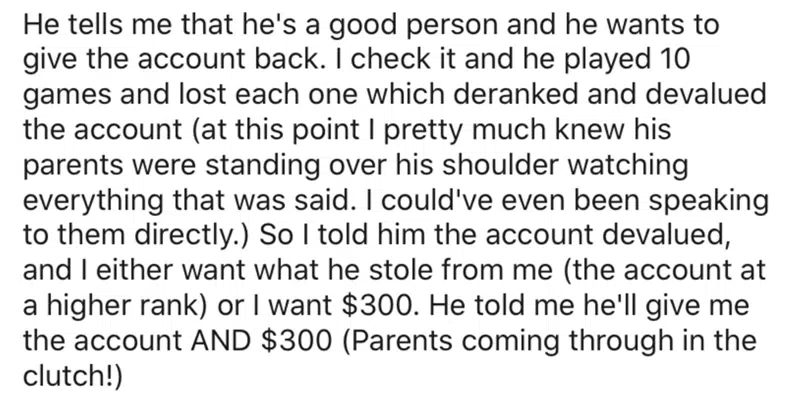 He tells me that he's a good person and he wants to
give the account back. I check it and he played 10
games and lost each one which deranked and devalued
the account (at this point I pretty much knew his
parents were standing over his shoulder watching
everything that was said. I could've even been speaking
to them directly.) So I told him the account devalued,
and I either want what he stole from me (the account at
a higher rank) or I want $300. He told me he'll give me
the account AND $300 (Parents coming through in the
clutch!)